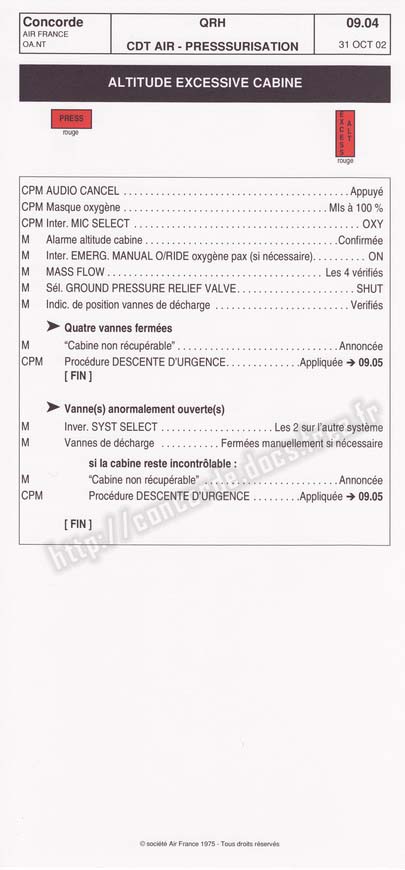 Concorde QRH 09.04
AIR FRANCE
OA.NT CDT AIR - PRESSSURISATION 31 OCT 02
ALTITUDE EXCESSIVE CABINE
PRESS
rouge
EXCESS ALT
rouge
CPM AUDIO CANCEL . . . . . . . . . . . . . . . . . . . . . . . . . . . . . . Appuyé
CPM Masque oxygène . . . . . . . . . . . . . . . . . . . . . . . . . . . . MIs à 100 %
CPM Inter. MIC SELECT . . . . . . . . . . . . . . . . . . . . . . . . . . . . . OXY
M Alarme altitude cabine . . . . . . . . . . . . . . . . . . . . . . . . . . Confirmée
M Inter. EMERG. MANUAL O/RIDE oxygène pax (si nécessaire). . . . . . . . . . ON
M MASS FLOW . . . . . . . . . . . . . . . . . . . . . . . . . . . . Les 4 vérifiés
M Sél. GROUND PRESSURE RELIEF VALVE. . . . . . . . . . . . . . . . . . . SHUT
M Indic. de position vannes de décharge . . . . . . . . . . . . . . . . . Vérifiés
➤ Quatre vannes fermées
M “Cabine non récupérable” . . . . . . . . . . . . . . . . . . . . . . Annoncée
CPM Procédure DESCENTE D'URGENCE. . . . . . . . . . . . . Appliquée ➔ 09.05
[ FIN ]
➤ Vanne(s) anormalement ouverte(s)
M Inver. SYST SELECT . . . . . . . . . . . . . . . . Les 2 sur l'autre système
M Vannes de décharge . . . . . . . . . . Fermées manuellement si nécessaire
si la cabine reste incontrôlable :
M “Cabine non récupérable” . . . . . . . . . . . . . . . . . . . Annoncée
CPM Procédure DESCENTE D'URGENCE . . . . . . . . . Appliquée ➔ 09.05
[ FIN ]
http://concorde.docs.free.fr
© société Air France 1975 - Tous droits réservés